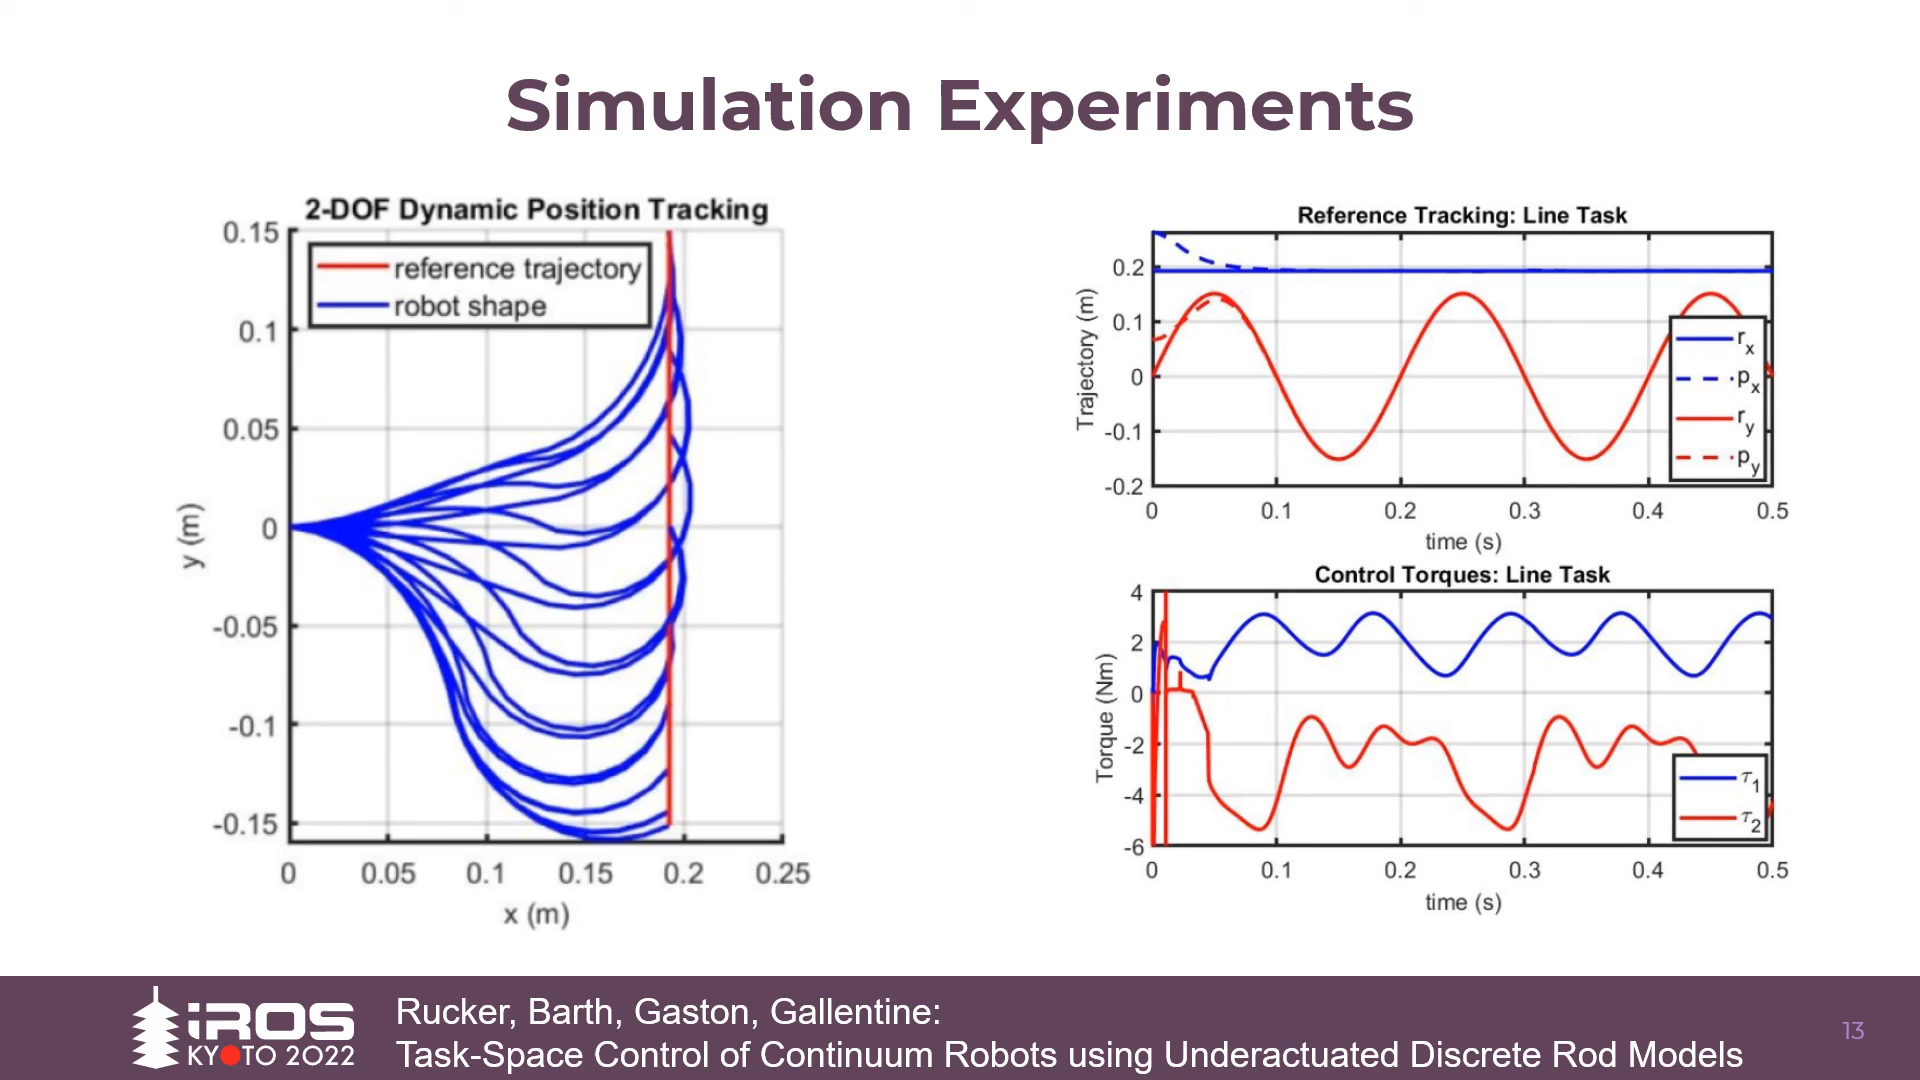 Simulation Experiments
2-DOF Dynamic Position Tracking
reference trajectory
robot shape
0.15
0.1
0.05
0
-0.05
-0.1
-0.15
y (m)
0 0.05 0.1 0.15 0.2 0.25
x (m)
Reference Tracking: Line Task
0.2
0.1
0
-0.1
-0.2
Trajectory (m)
r_x
p_x
r_y
p_y
0 0.1 0.2 0.3 0.4 0.5
time (s)
Control Torques: Line Task
4
2
0
-2
-4
-6
Torque (Nm)
τ_1
τ_2
0 0.1 0.2 0.3 0.4 0.5
time (s)
iROS
KYOTO 2022
Rucker, Barth, Gaston, Gallentine:
Task-Space Control of Continuum Robots using Underactuated Discrete Rod Models
13